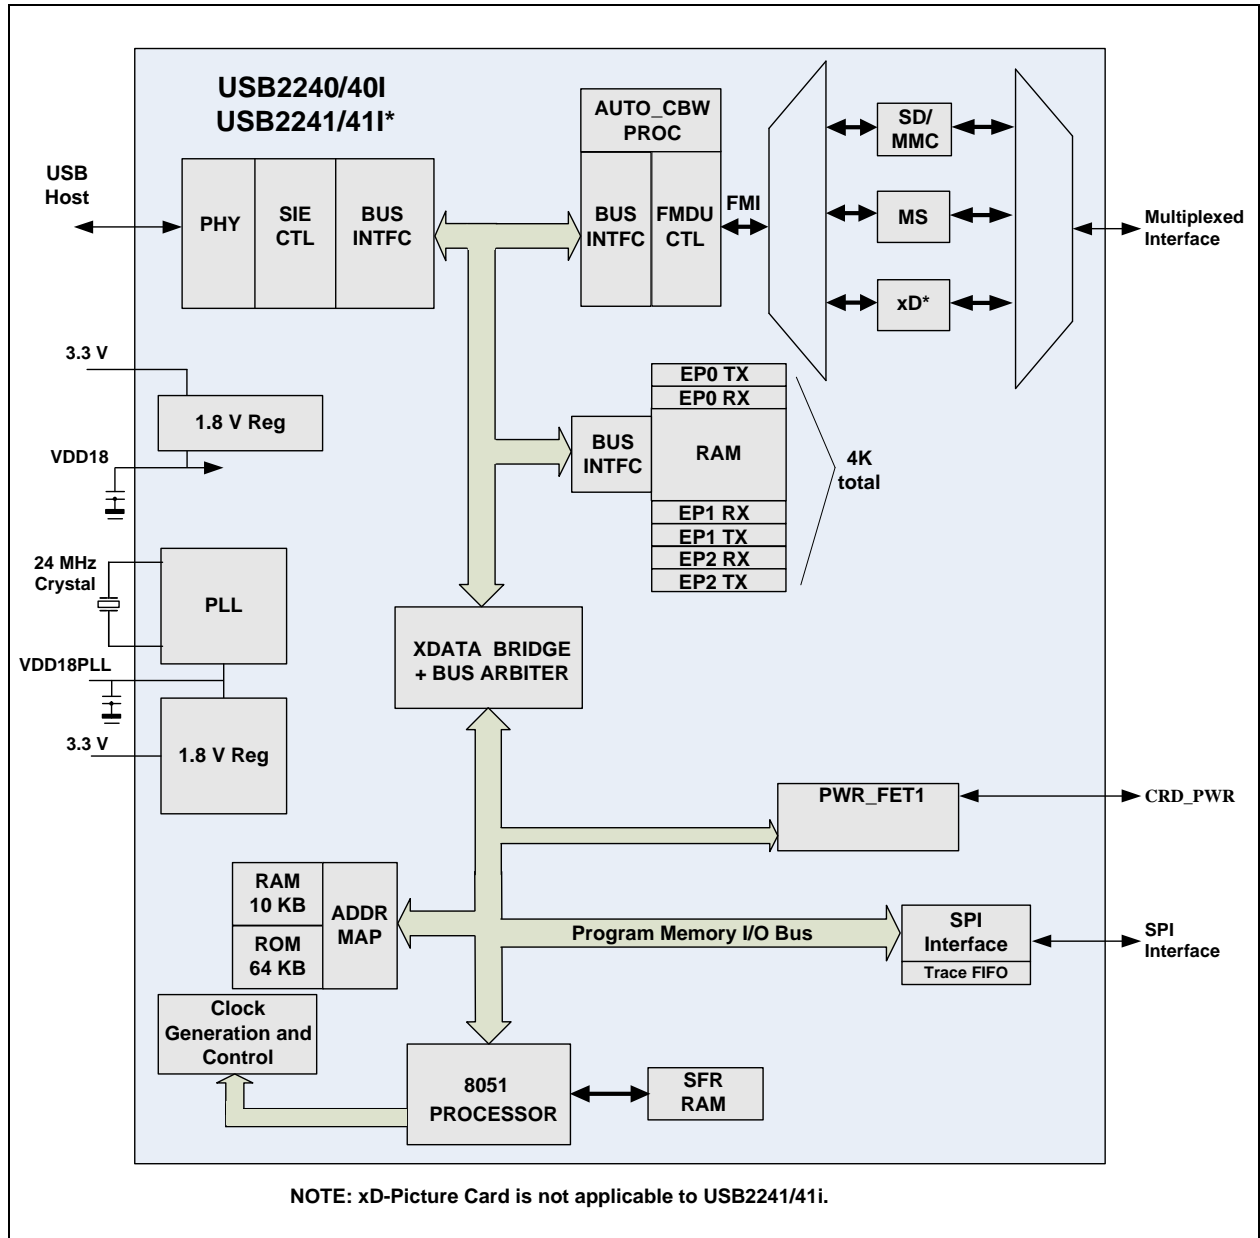 USB2240/40I
USB2241/41I*
AUTO_CBW
PROC
USB
Host
PHY
SIE
CTL
BUS
INTFC
BUS
INTFC
FMDU
CTL
FMI
SD/
MMC
MS
xD*
Multiplexed
Interface
3.3 V
1.8 V Reg
VDD18
EP0 TX
EP0 RX
BUS
INTFC
RAM
EP1 RX
EP1 TX
EP2 RX
EP2 TX
4K
total
24 MHz
Crystal
PLL
VDD18PLL
1.8 V Reg
3.3 V
XDATA BRIDGE
+ BUS ARBITER
PWR_FET1
CRD_PWR
RAM
10 KB
ROM
64 KB
ADDR
MAP
Program Memory I/O Bus
SPI
Interface
Trace FIFO
SPI
Interface
Clock
Generation and
Control
8051
PROCESSOR
SFR
RAM
NOTE: xD-Picture Card is not applicable to USB2241/41i.